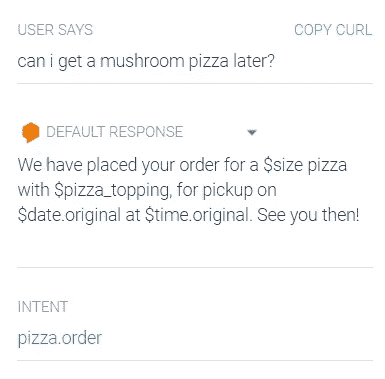 USER SAYS COPY CURL
can i get a mushroom pizza later?
DEFAULT RESPONSE
We have placed your order for a $size pizza
with $pizza_topping, for pickup on
$date.original at $time.original. See you then!
INTENT
pizza.order